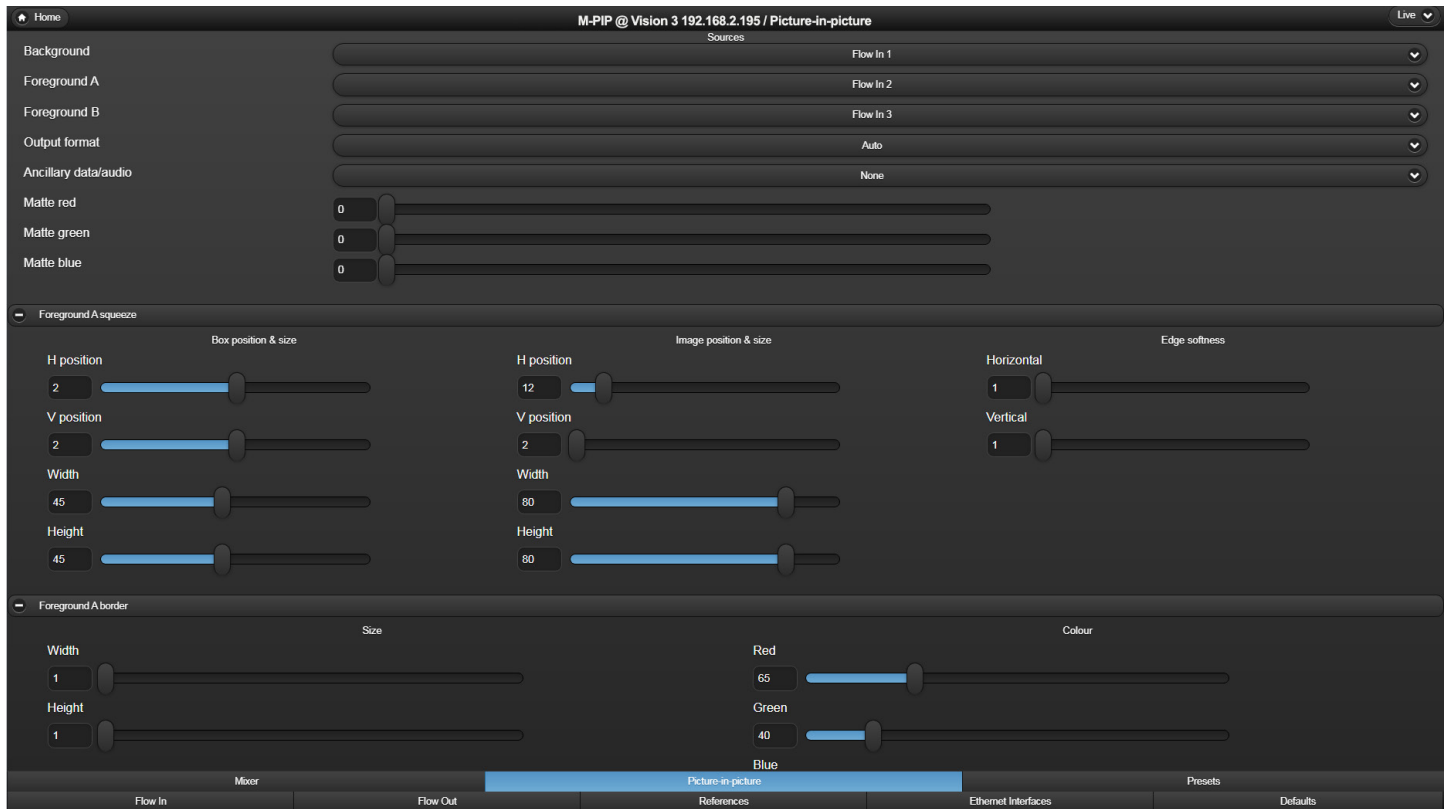 Home
M-PIP @ Vision 3 192.168.2.195 / Picture-in-picture
Live
Sources
Background
Flow In 1
Foreground A
Flow In 2
Foreground B
Flow In 3
Output format
Auto
Ancillary data/audio
None
Matte red
0
Matte green
0
Matte blue
0
Foreground A squeeze
Box position & size
Image position & size
Edge softness
H position
H position
Horizontal
2
12
1
V position
V position
Vertical
2
2
1
Width
Width
45
80
Height
Height
45
80
Foreground A border
Size
Colour
Width
Red
1
65
Height
Green
1
40
Blue
Mixer
Picture-in-picture
Presets
Flow In
Flow Out
References
Ethernet Interfaces
Defaults